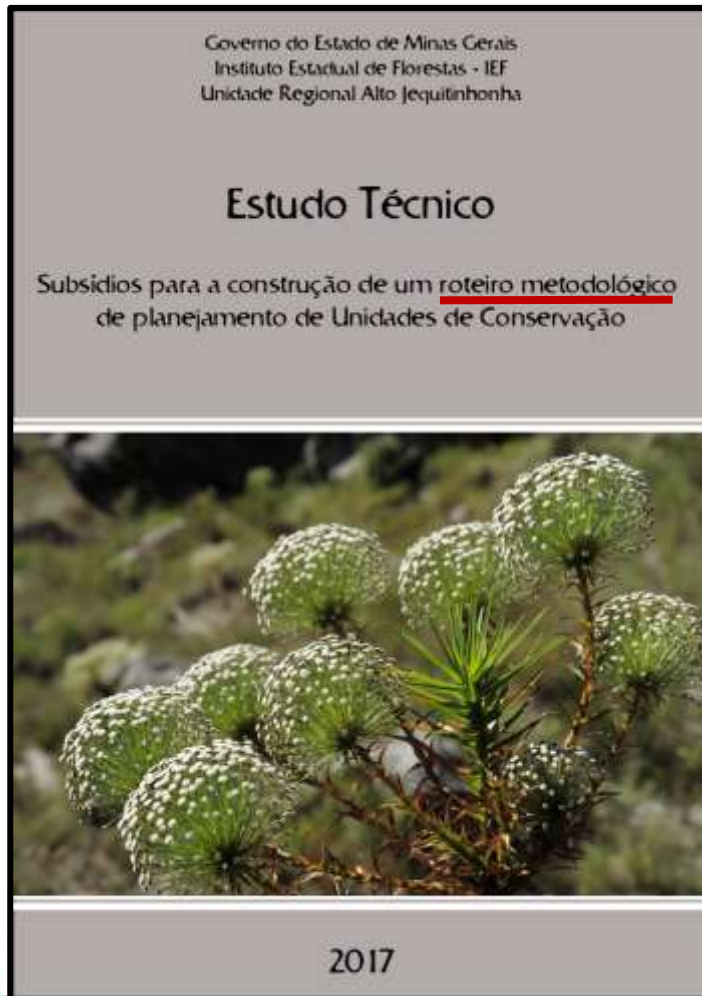 Governo do Estado de Minas Gerais
Instituto Estadual de Florestas - IEF
Unidade Regional Alto Jequitinhonha
Estudo Técnico
Subsídios para a construção de um roteiro metodológico
de planejamento de Unidades de Conservação
2017